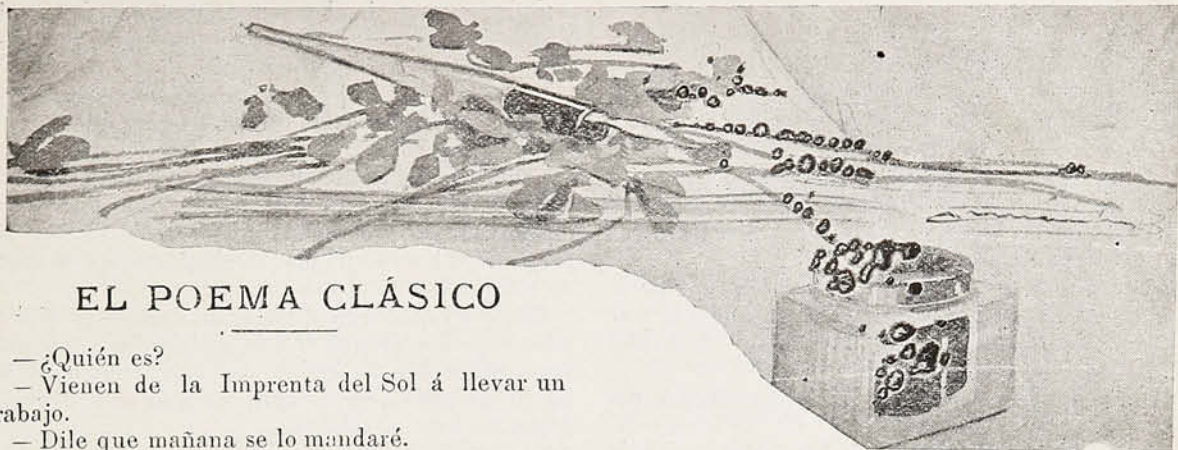 EL POEMA CLÁSICO
—¿Quién es?
— Vienen de la Imprenta del Sol á llevar un
rabajo.
— Dile que mañana se lo mandaré.